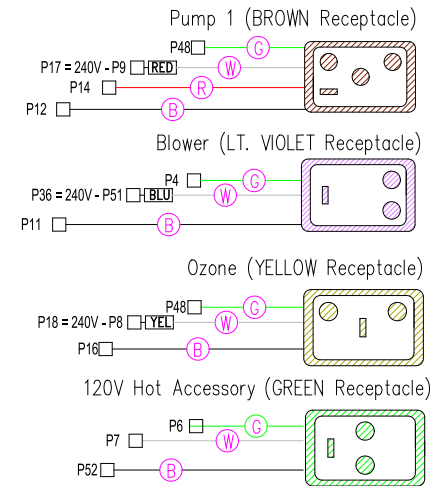 Pump 1 (BROWN Receptacle)
P48 G
P17 = 240V - P9 RED W
P14 R
P12 B
Blower (LT. VIOLET Receptacle)
P4 G
P36 = 240V - P51 BLU W
P11 B
Ozone (YELLOW Receptacle)
P48 G
P18 = 240V - P8 YEL W
P16 B
120V Hot Accessory (GREEN Receptacle)
P6 G
P7 W
P52 B